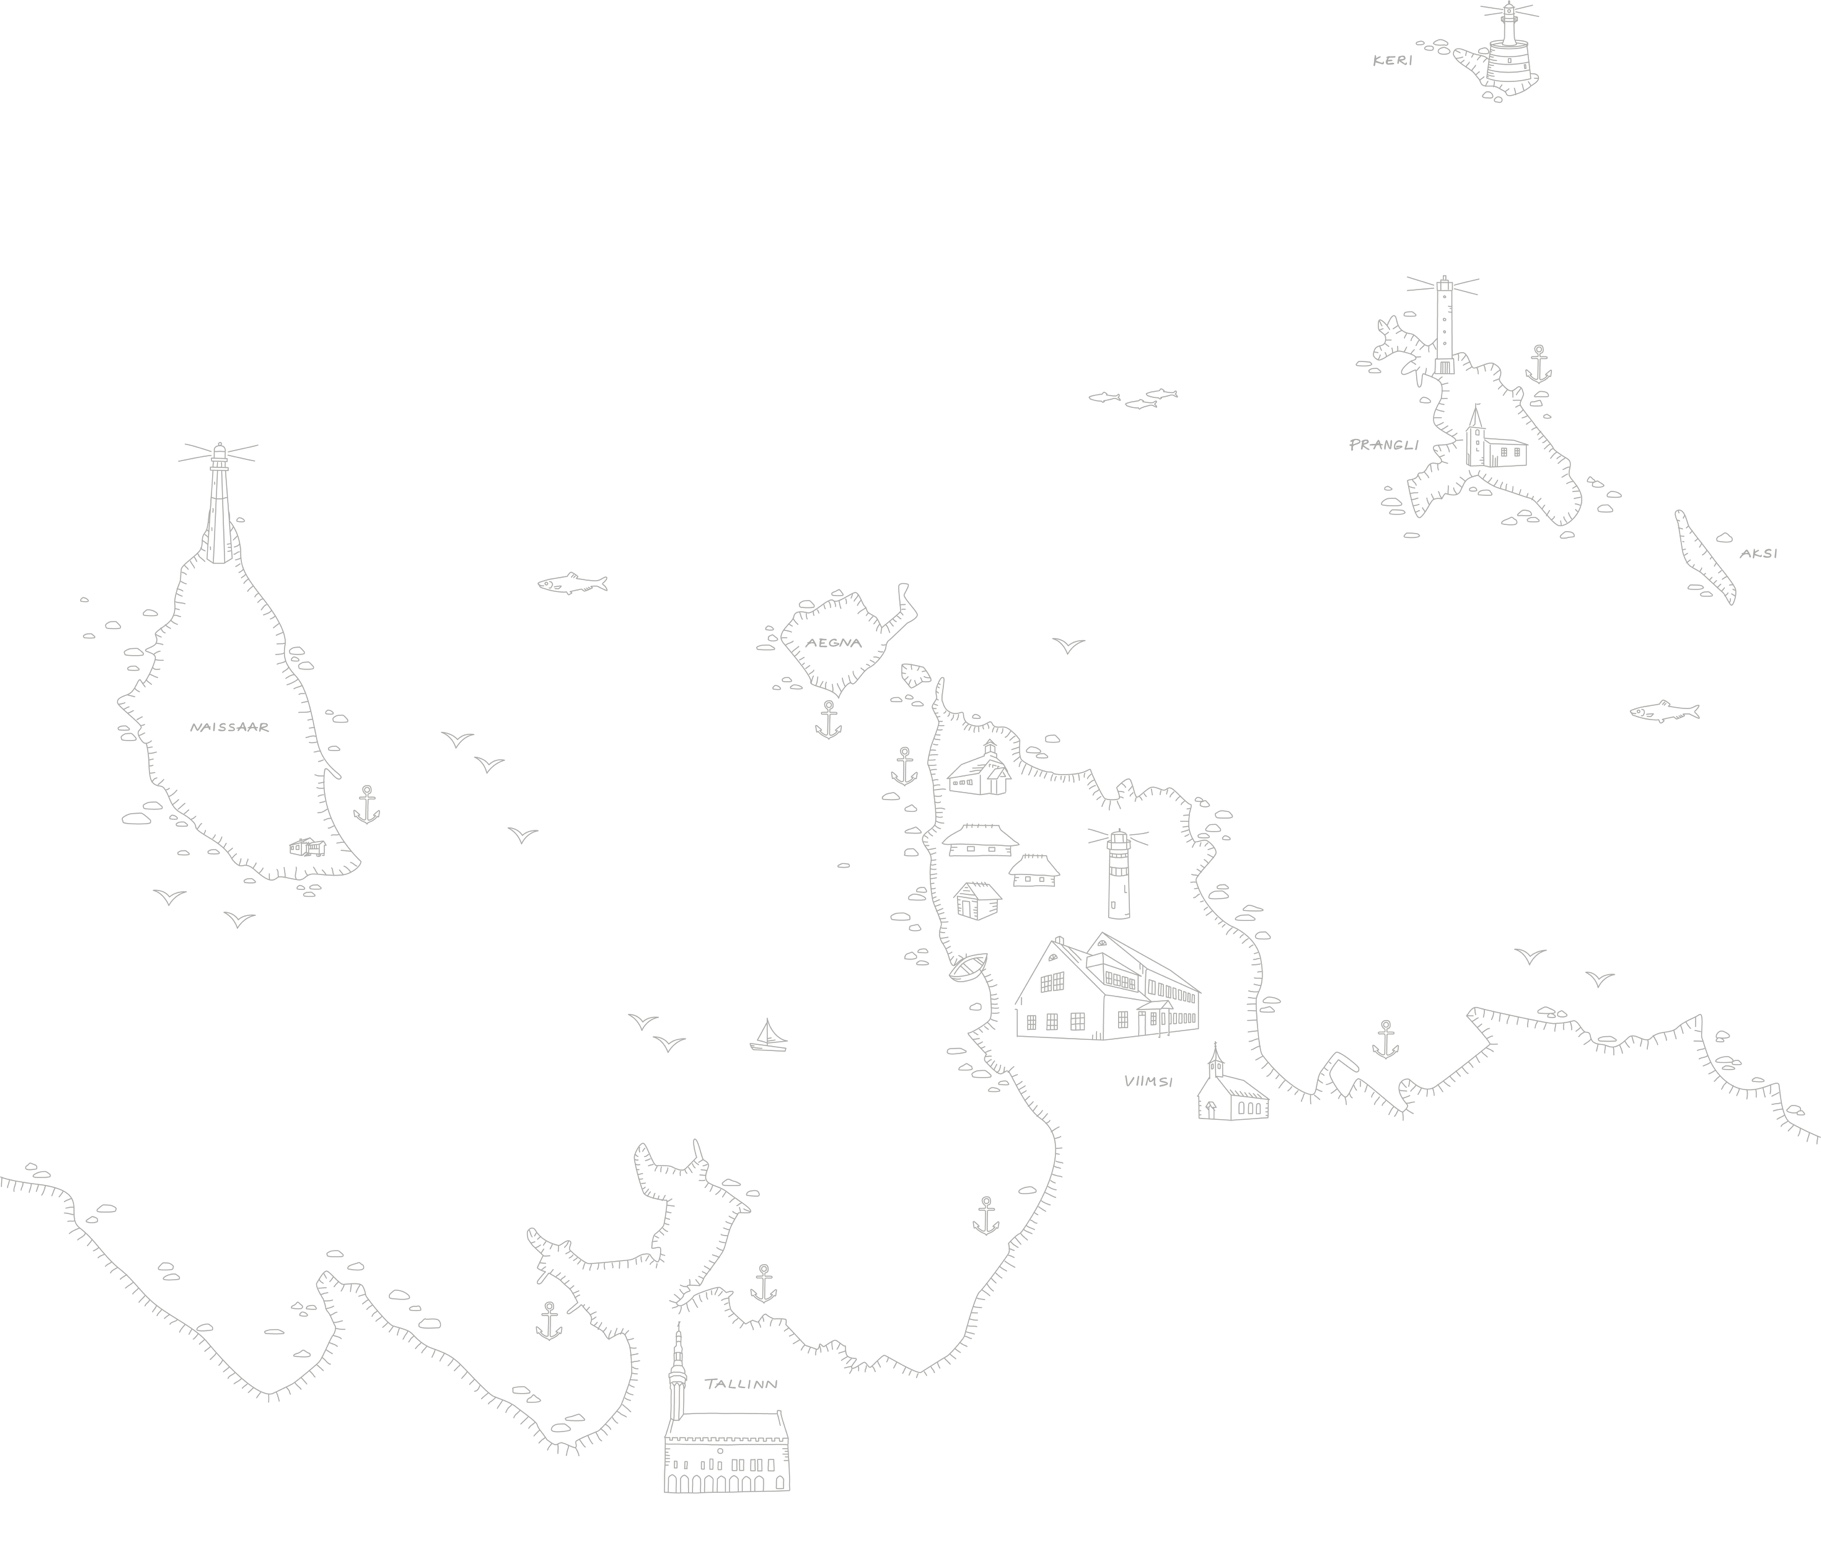 KERI
PRANGLI
AKSI
AEGNA
NAISSAAR
VIIMSI
TALLINN